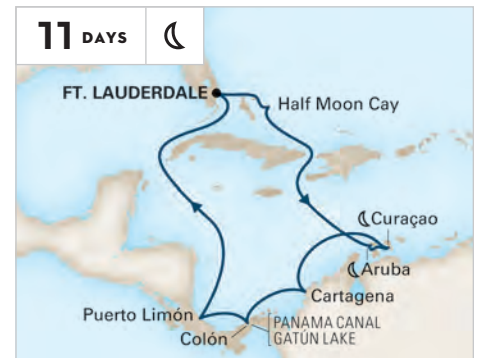 11 DAYS
FT. LAUDERDALE
Half Moon Cay
Curaçao
Aruba
Cartagena
Puerto Limón
PANAMA CANAL
GATÚN LAKE
Colón